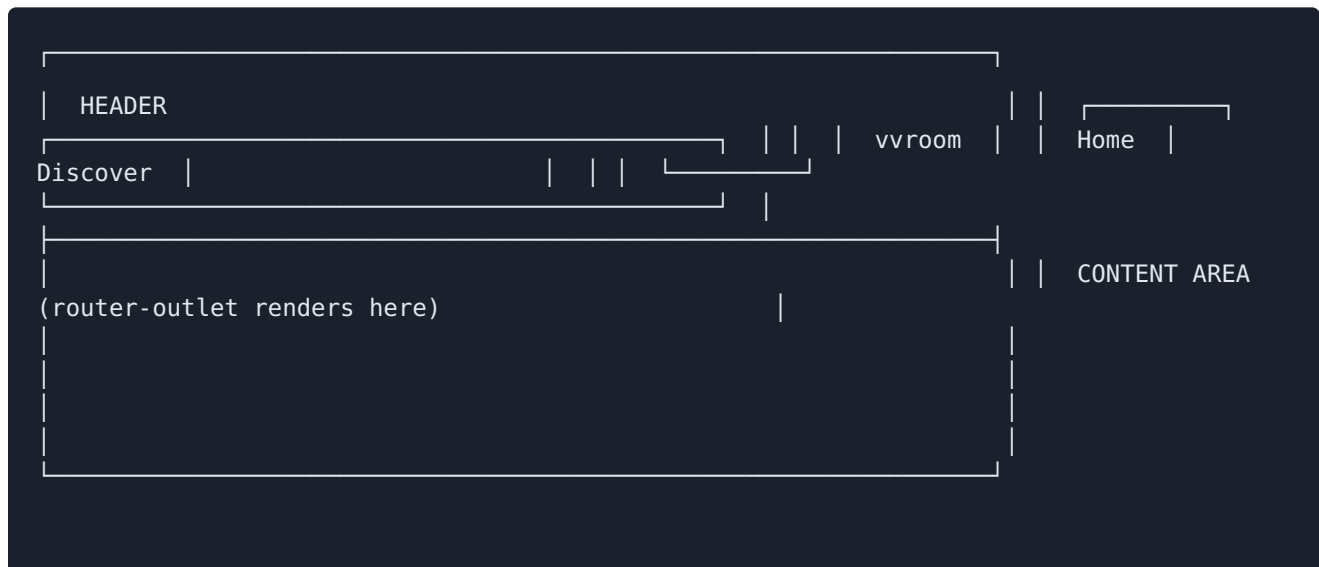 HEADER
vvroom Home
Discover
CONTENT AREA
(router-outlet renders here)